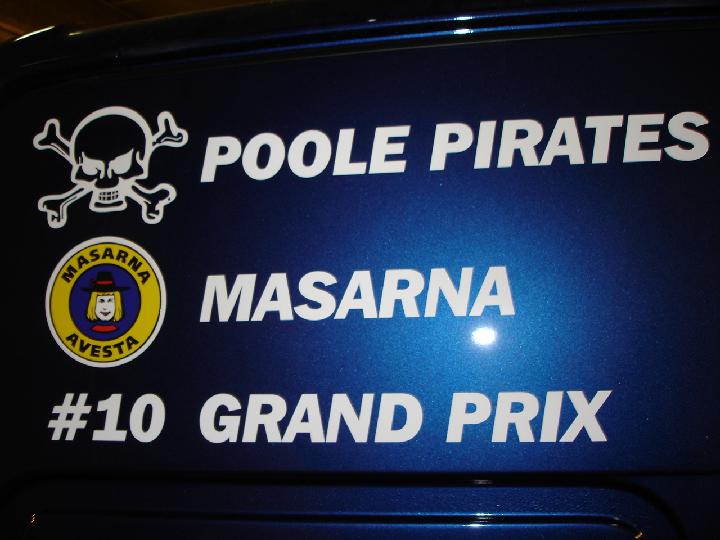 POOLE PIRATES
MASARNA
AVESTA
MASARNA
#10 GRAND PRIX